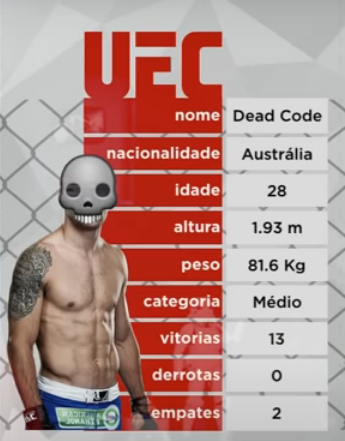 UFC
nome Dead Code
nacionalidade Austrália
idade 28
altura 1.93 m
peso 81.6 Kg
categoria Médio
vitorias 13
derrotas 0
empates 2